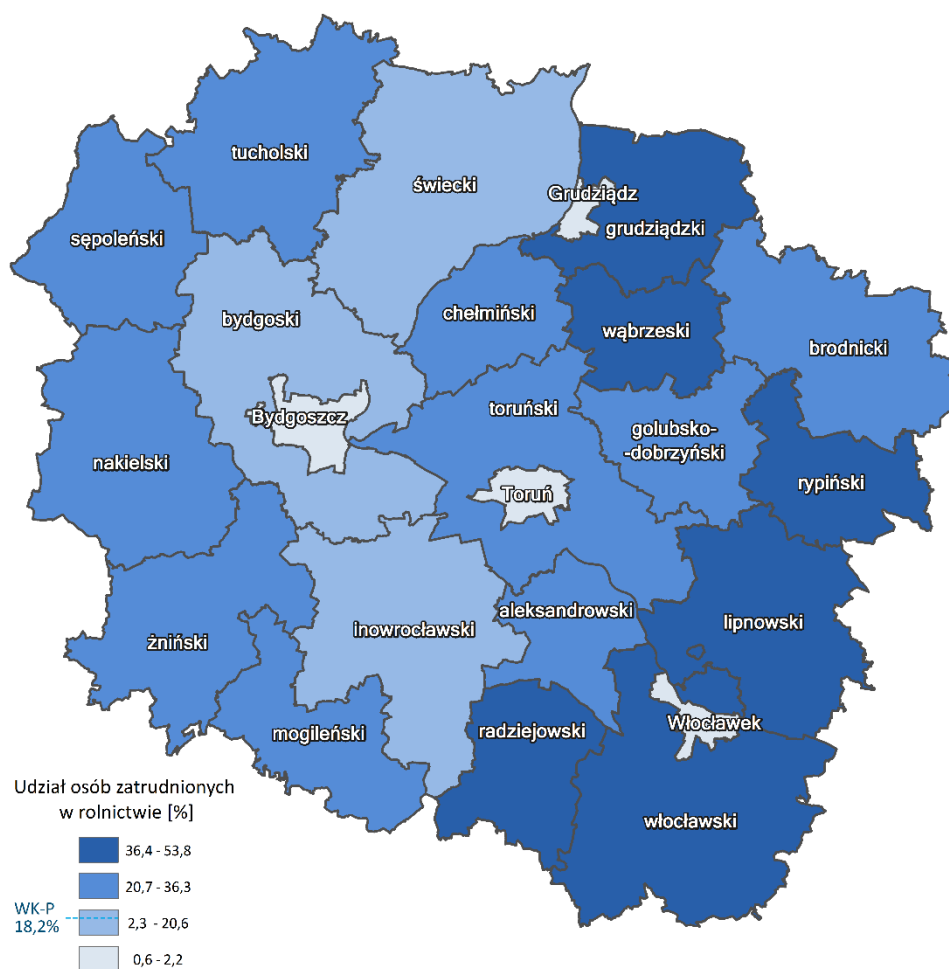 tucholski
świecki
Grudziądz
grudziądzki
sępoleński
chełmiński
bydgoski
wąbrzeski
brodnicki
toruński
Bydgoszcz
golubsko-
-dobrzyński
nakielski
rypiński
Toruń
aleksandrowski
lipnowski
inowrocławski
żniński
Włocławek
mogileński
radziejowski
włocławski
Udział osób zatrudnionych
w rolnictwie [%]
36,4 - 53,8
20,7 - 36,3
WK-P
18,2%
2,3 - 20,6
0,6 - 2,2